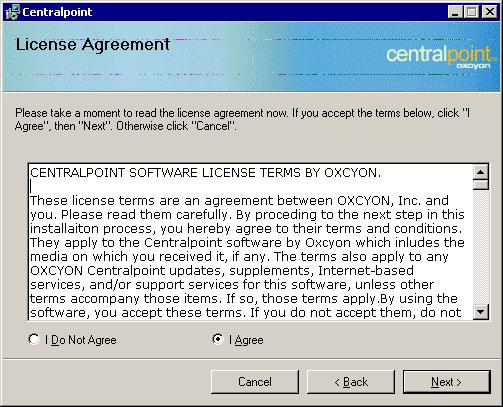 Centralpoint
License Agreement
centralpoint
oxcyon
Please take a moment to read the license agreement now. If you accept the terms below, click "I
Agree", then "Next". Otherwise click "Cancel".
CENTRALPOINT SOFTWARE LICENSE TERMS BY OXCYON.
These license terms are an agreement between OXCYON, Inc. and
you. Please read them carefully. By proceding to the next step in this
installaiton process, you hereby agree to their terms and conditions.
They apply to the Centralpoint software by Oxcyon which inludes the
media on which you received it, if any. The terms also apply to any
OXCYON Centralpoint updates, supplements, Internet-based
services, and/or support services for this software, unless other
terms accompany those items. If so, those terms apply.By using the
software, you accept these terms. If you do not accept them, do not
I Do Not Agree
I Agree
Cancel
< Back
Next >